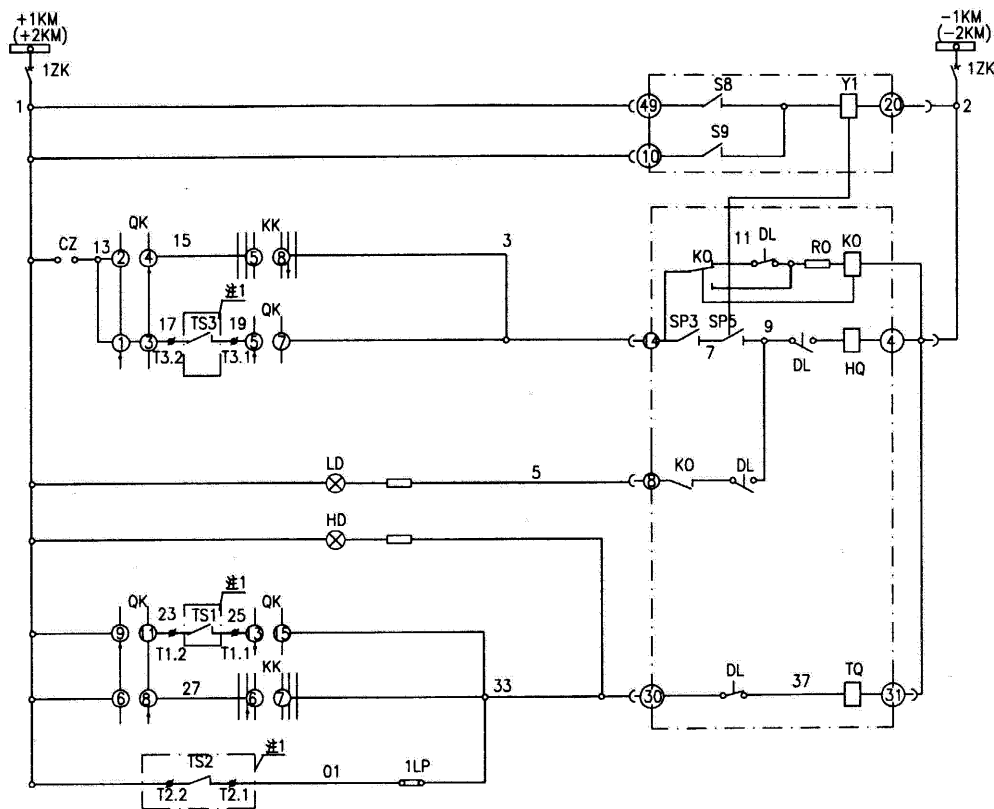 +1KM
(+2KM)
-1KM
(-2KM)
1ZK
1ZK
1
49
S8
Y1
20
2
10
S9
QK
KK
CZ
13
2
4
15
5
8
3
11
DL
RO
KO
KO
注1
QK
17
TS3
19
1
3
T3.2
T3.1
5
7
14
SP3
SP5
7
9
DL
HQ
4
LD
5
8
KO
DL
HD
注1
QK
23
TS1
25
QK
9
11
T1.2
T1.1
13
15
KK
6
8
27
6
7
33
30
DL
37
TQ
31
注1
TS2
T2.2
T2.1
01
1LP